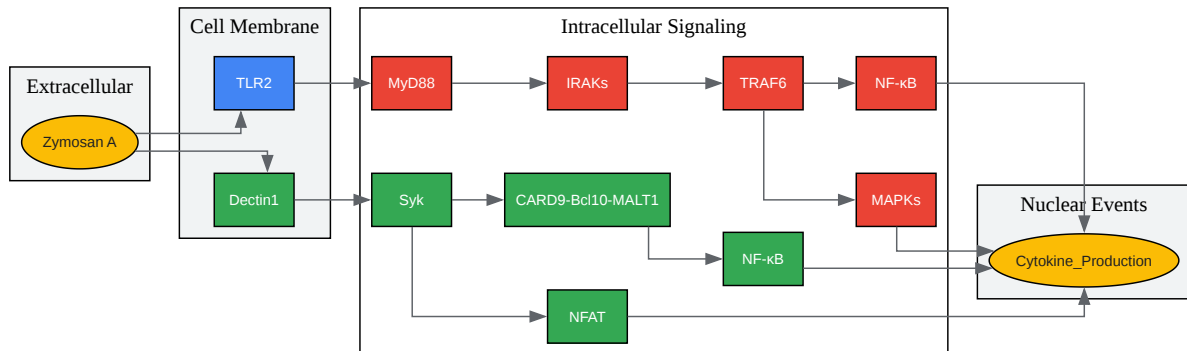 Cell Membrane
Intracellular Signaling
Extracellular
TLR2
MyD88
IRAKs
TRAF6
NF-κB
Zymosan A
Dectin1
Syk
CARD9-Bcl10-MALT1
MAPKs
Nuclear Events
NF-κB
Cytokine_Production
NFAT